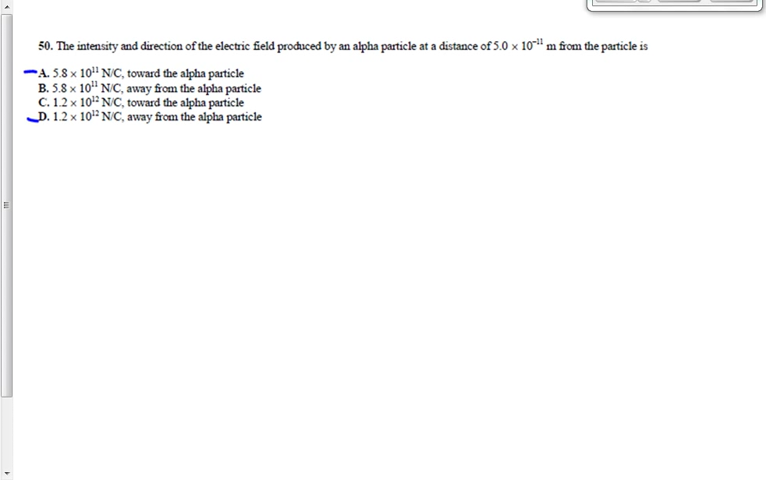 50. The intensity and direction of the electric field produced by an alpha particle at a distance of 5.0 × 10⁻¹¹ m from the particle is
A. 5.8 × 10¹¹ N/C, toward the alpha particle
B. 5.8 × 10¹¹ N/C, away from the alpha particle
C. 1.2 × 10¹² N/C, toward the alpha particle
D. 1.2 × 10¹² N/C, away from the alpha particle